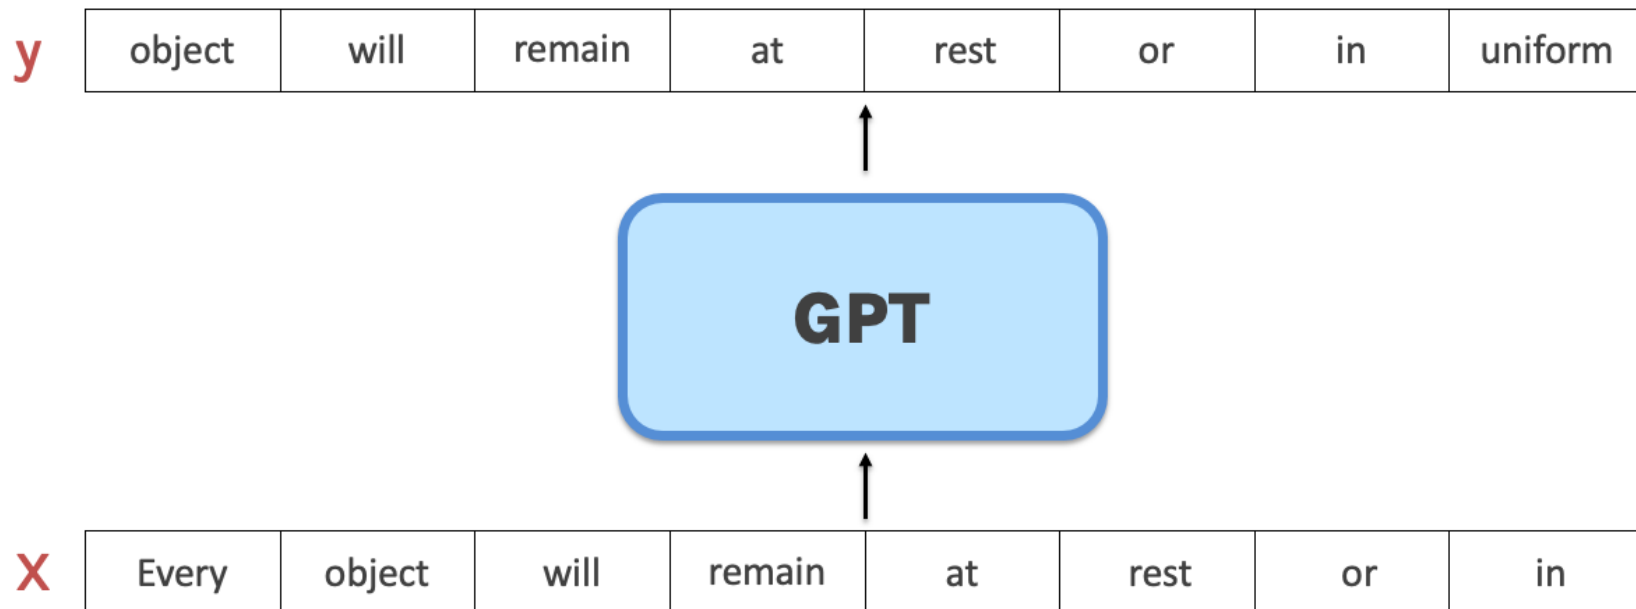 y object will remain at rest or in uniform
GPT
X Every object will remain at rest or in